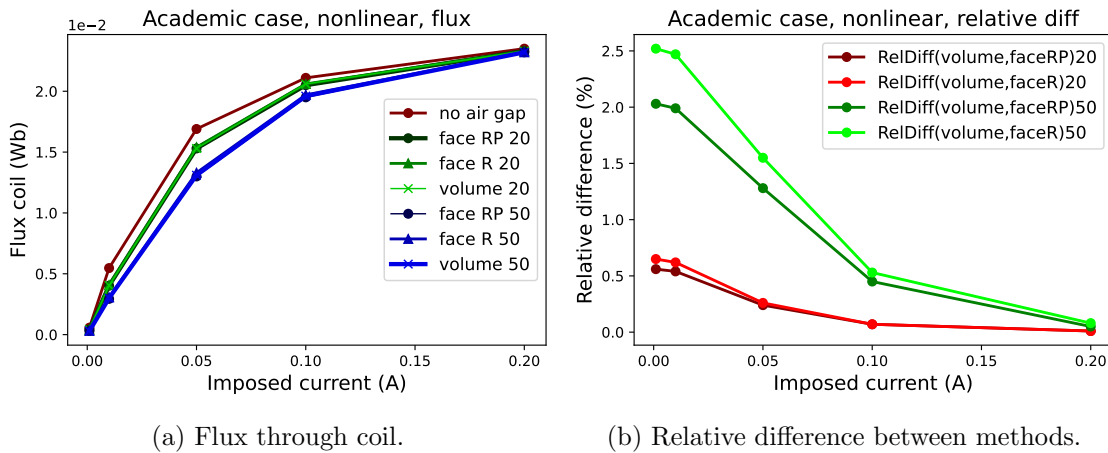 Academic case, nonlinear, flux
1e−2
2.0
1.5
1.0
0.5
0.0
Flux coil (Wb)
no air gap
face RP 20
face R 20
volume 20
face RP 50
face R 50
volume 50
0.00
0.05
0.10
0.15
0.20
Imposed current (A)
(a) Flux through coil.
Academic case, nonlinear, relative diff
2.5
2.0
1.5
1.0
0.5
0.0
Relative difference (%)
RelDiff(volume,faceRP)20
RelDiff(volume,faceR)20
RelDiff(volume,faceRP)50
RelDiff(volume,faceR)50
0.00
0.05
0.10
0.15
0.20
Imposed current (A)
(b) Relative difference between methods.